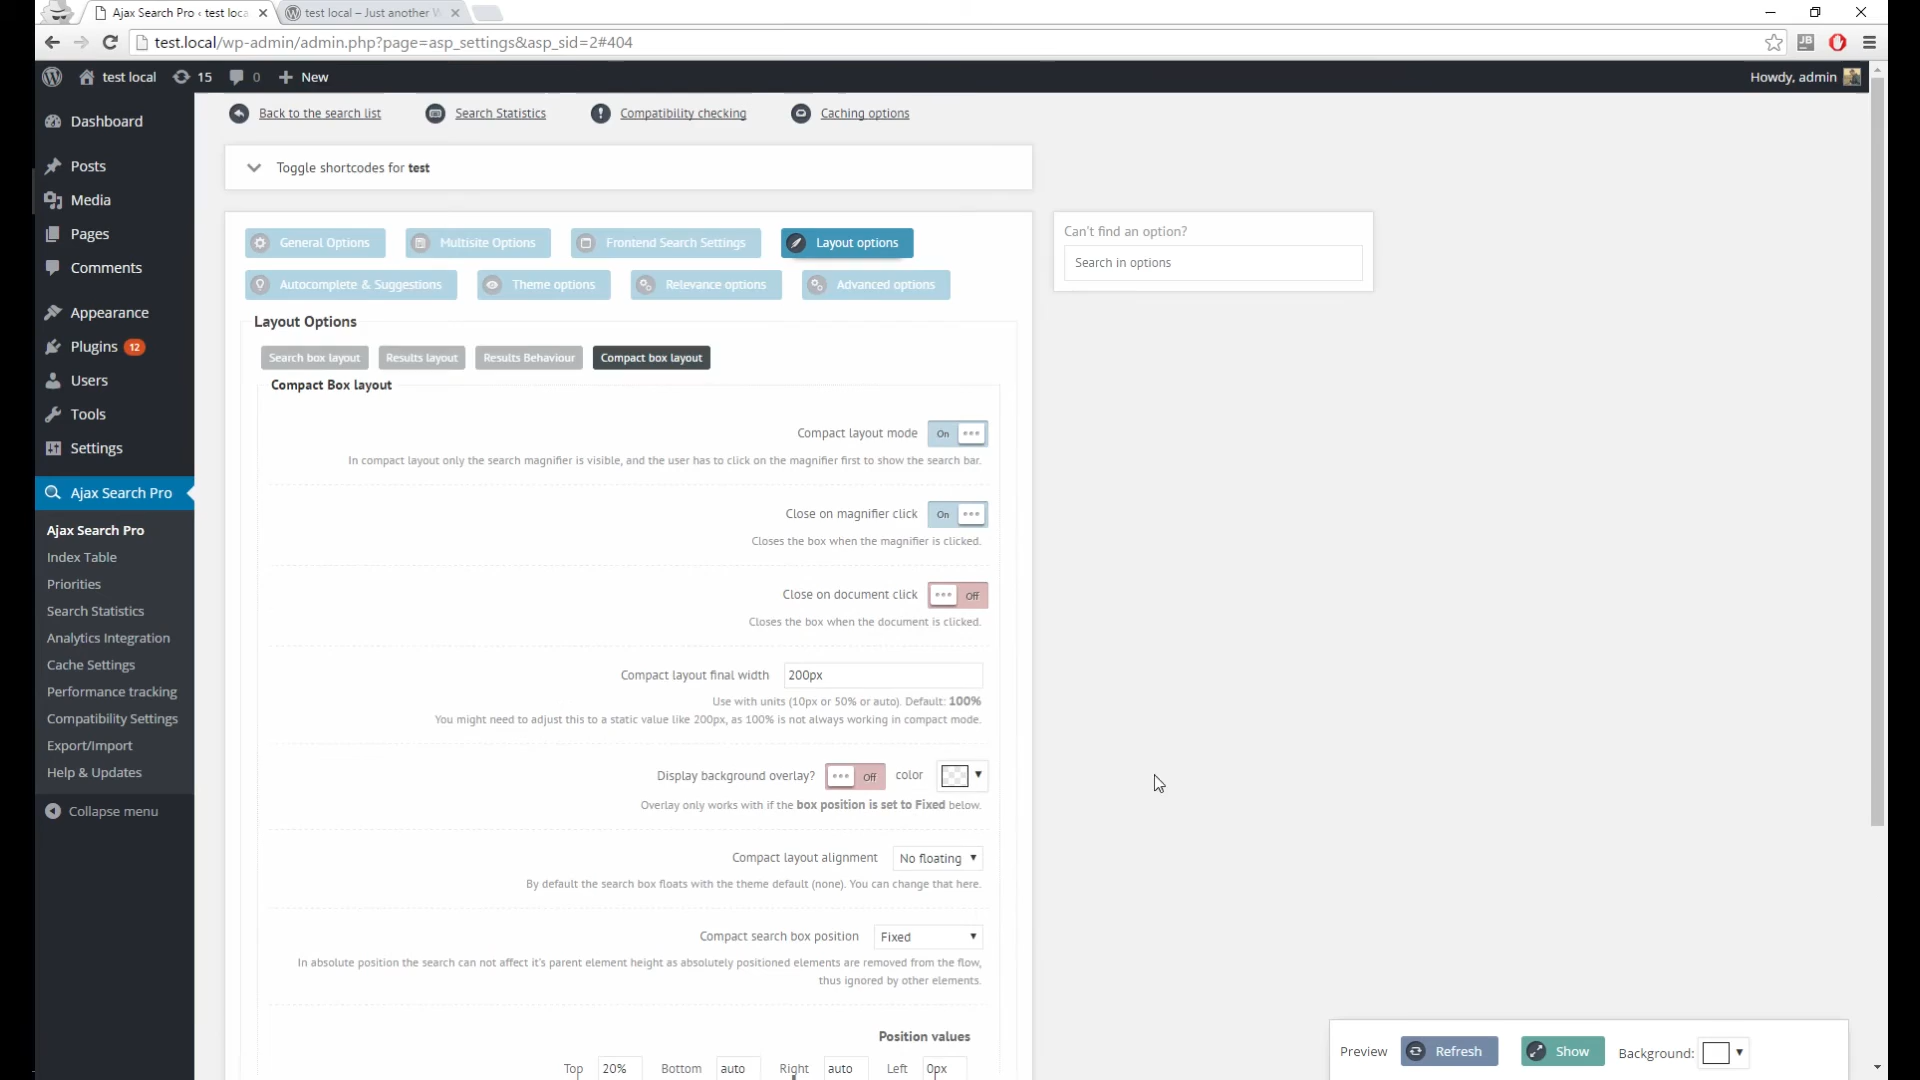 Ajax Search Pro ‹ test loca
test local – Just another W
test.local/wp-admin/admin.php?page=asp_settings&asp_sid=2#404
JB
test local
15
0
New
Howdy, admin
Dashboard
Posts
Media
Pages
Comments
Appearance
Plugins 12
Users
Tools
Settings
Ajax Search Pro
Ajax Search Pro
Index Table
Priorities
Search Statistics
Analytics Integration
Cache Settings
Performance tracking
Compatibility Settings
Export/Import
Help & Updates
Collapse menu
Back to the search list
Search Statistics
Compatibility checking
Caching options
Toggle shortcodes for test
General Options
Multisite Options
Frontend Search Settings
Layout options
Autocomplete & Suggestions
Theme options
Relevance options
Advanced options
Can't find an option?
Search in options
Layout Options
Search box layout
Results layout
Results Behaviour
Compact box layout
Compact Box layout
Compact layout mode On
In compact layout only the search magnifier is visible, and the user has to click on the magnifier first to show the search bar.
Close on magnifier click On
Closes the box when the magnifier is clicked.
Close on document click Off
Closes the box when the document is clicked.
Compact layout final width 200px
Use with units (10px or 50% or auto). Default: 100%
You might need to adjust this to a static value like 200px, as 100% is not always working in compact mode.
Display background overlay? Off color
Overlay only works with if the box position is set to Fixed below.
Compact layout alignment No floating
By default the search box floats with the theme default (none). You can change that here.
Compact search box position Fixed
In absolute position the search can not affect it's parent element height as absolutely positioned elements are removed from the flow,
thus ignored by other elements.
Position values
Top 20% Bottom auto Right auto Left 0px
Preview Refresh Show Background: